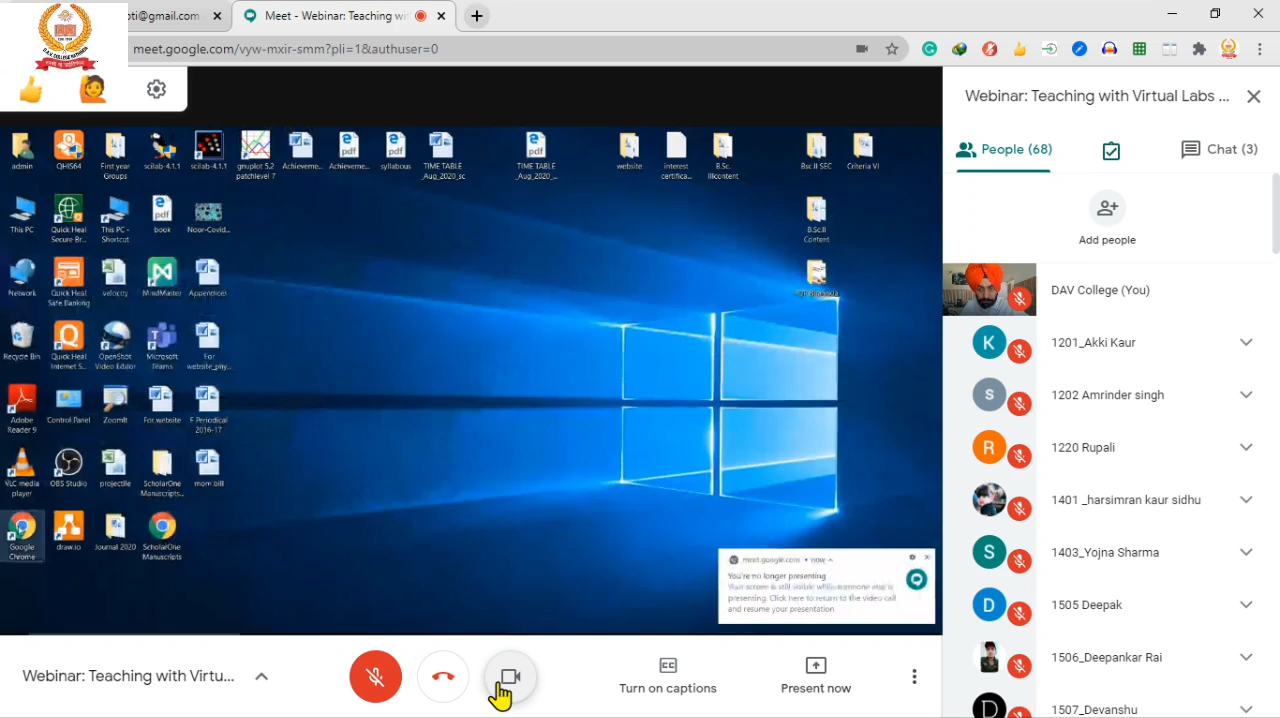 oti@gmail.com
Meet - Webinar: Teaching wit
meet.google.com/vyw-mxir-smm?pli=1&authuser=0
Webinar: Teaching with Virtual Labs ...
People (68)
Chat (3)
Add people
DAV College (You)
K
1201_Akki Kaur
S
1202 Amrinder singh
R
1220 Rupali
1401 _harsimran kaur sidhu
S
1403_Yojna Sharma
D
1505 Deepak
1506_Deepankar Rai
D
1507_Devanshu
admin
QHIS64
First year
Groups
scilab-4.1.1
scilab-4.1.1
gnuplot 5.2
patchlevel 7
Achieveme...
Achieveme...
syllabous
TIME TABLE
_Aug_2020_sc
TIME TABLE
_Aug_2020_...
website
interest
certifica...
B.Sc.
IIIcontent
Bsc II SEC
Criteria VI
This PC
Quick Heal
Secure Br...
This PC -
Shortcut
book
Noor-Covid...
B.Sc.II
Content
Network
Quick Heal
Safe Banking
velocity
MindMaster
Appendices
Recycle Bin
Quick Heal
Internet S...
OpenShot
Video Editor
Microsoft
Teams
For
website_phy...
Adobe
Reader 9
Control Panel
ZoomIt
For website
E Periodical
2016-17
VLC media
player
OBS Studio
projectile
ScholarOne
Manuscripts...
mom bill
Google
Chrome
draw.io
Journal 2020
ScholarOne
Manuscripts
meet.google.com • now
You're no longer presenting
Your screen is still visible while someone else is
presenting. Click here to return to the video call
and resume your presentation
Webinar: Teaching with Virtu...
CC
Turn on captions
Present now